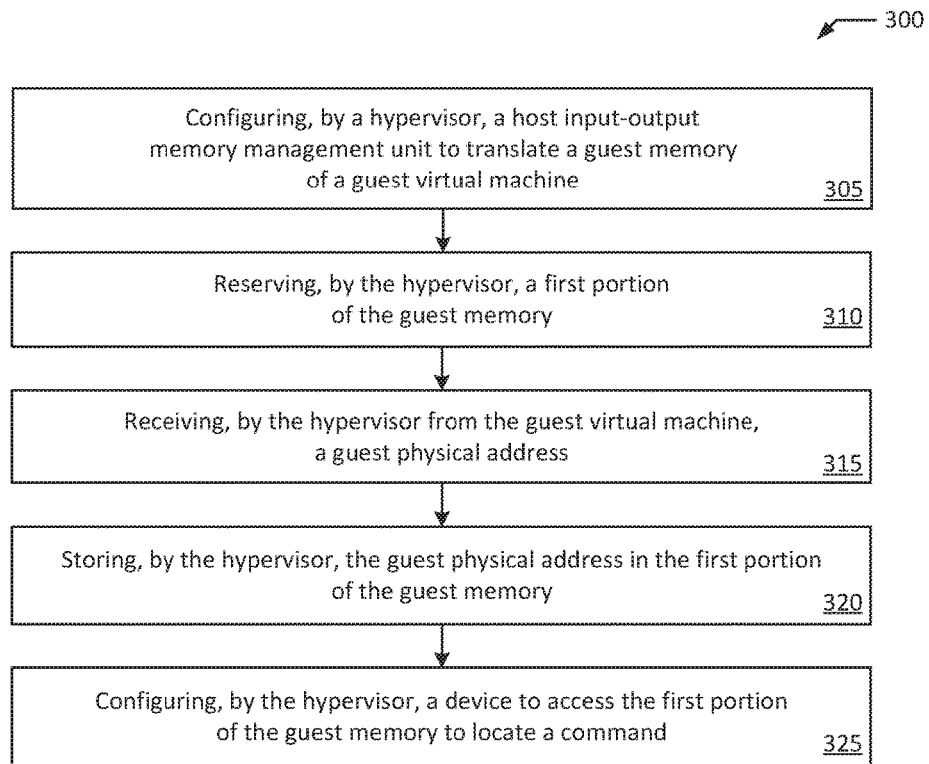 300
Configuring, by a hypervisor, a host input-output
memory management unit to translate a guest memory
of a guest virtual machine
305
Reserving, by the hypervisor, a first portion
of the guest memory
310
Receiving, by the hypervisor from the guest virtual machine,
a guest physical address
315
Storing, by the hypervisor, the guest physical address in the first portion
of the guest memory
320
Configuring, by the hypervisor, a device to access the first portion
of the guest memory to locate a command
325